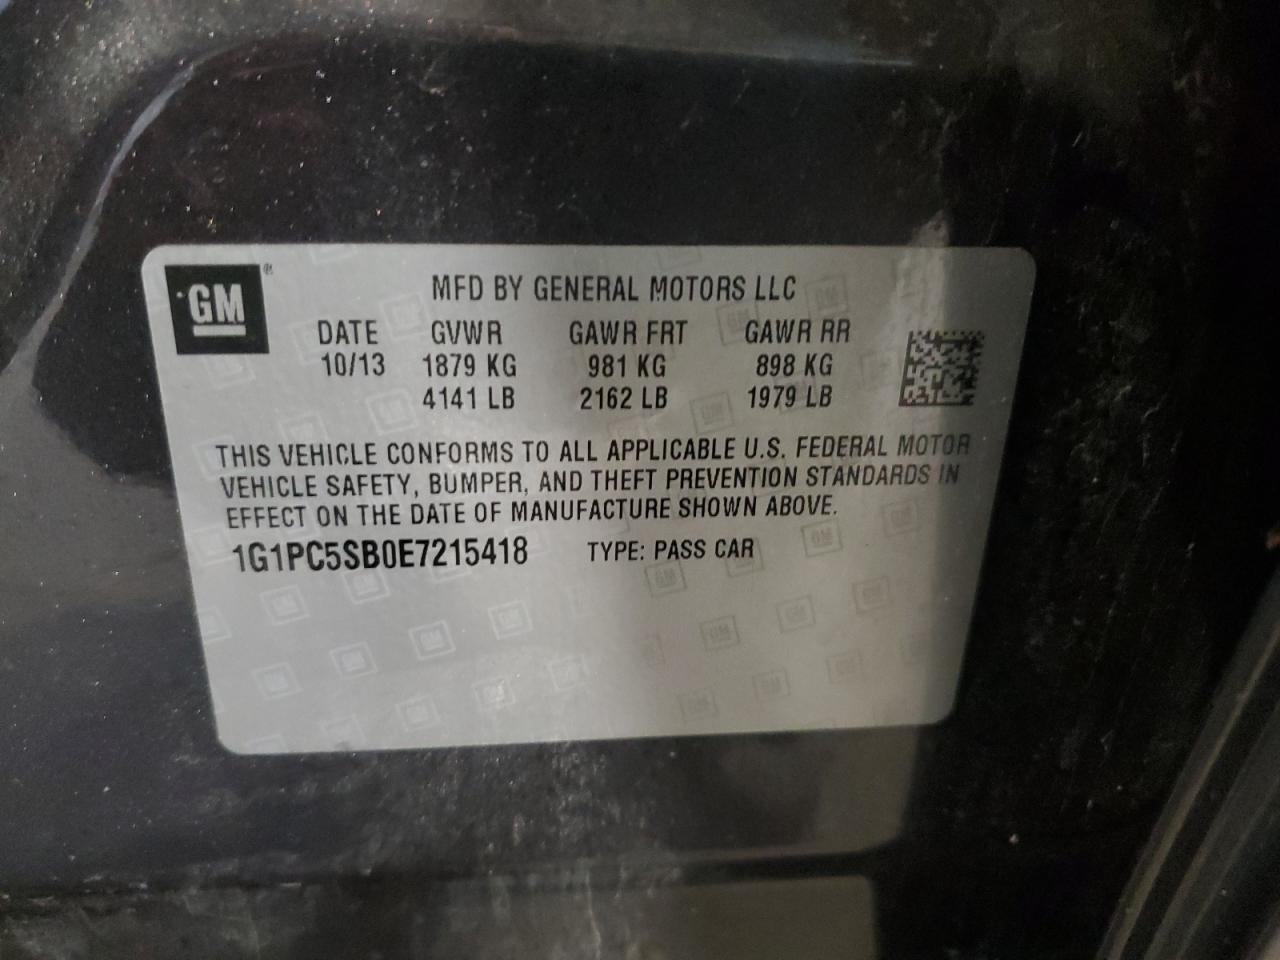 GM®
MFD BY GENERAL MOTORS LLC
DATE GVWR GAWR FRT GAWR RR
10/13 1879 KG 981 KG 898 KG
4141 LB 2162 LB 1979 LB
THIS VEHICLE CONFORMS TO ALL APPLICABLE U.S. FEDERAL MOTOR
VEHICLE SAFETY, BUMPER, AND THEFT PREVENTION STANDARDS IN
EFFECT ON THE DATE OF MANUFACTURE SHOWN ABOVE.
1G1PC5SB0E7215418 TYPE: PASS CAR